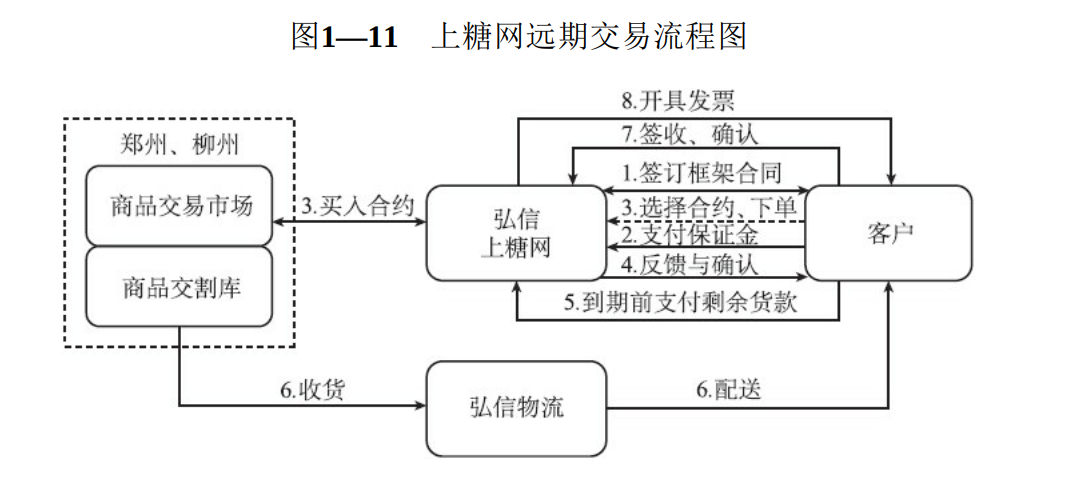 图1—11 上糖网远期交易流程图
8.开具发票
郑州、柳州
7.签收、确认
1.签订框架合同
商品交易市场
3.买入合约
弘信
上糖网
3.选择合约、下单
客户
2.支付保证金
4.反馈与确认
商品交割库
5.到期前支付剩余货款
6.收货
弘信物流
6.配送